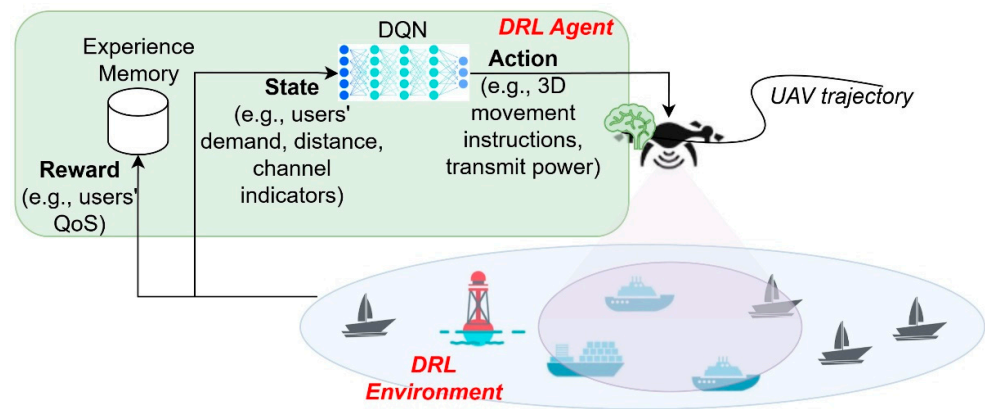 DQN
DRL Agent
Experience
Memory
Action
State
(e.g., 3D
movement
instructions,
transmit power)
(e.g., users'
demand, distance,
channel
indicators)
Reward
(e.g., users'
QoS)
UAV trajectory
DRL
Environment